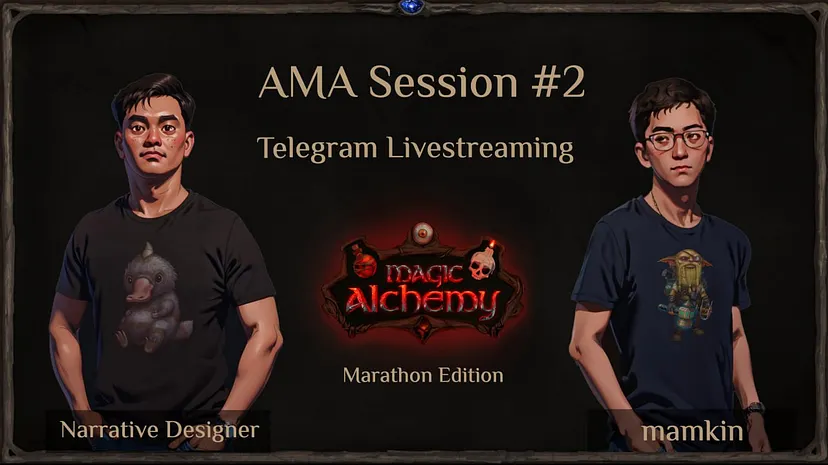 AMA Session #2
Telegram Livestreaming
MAGIC
Alchemy
Marathon Edition
Narrative Designer
mamkin